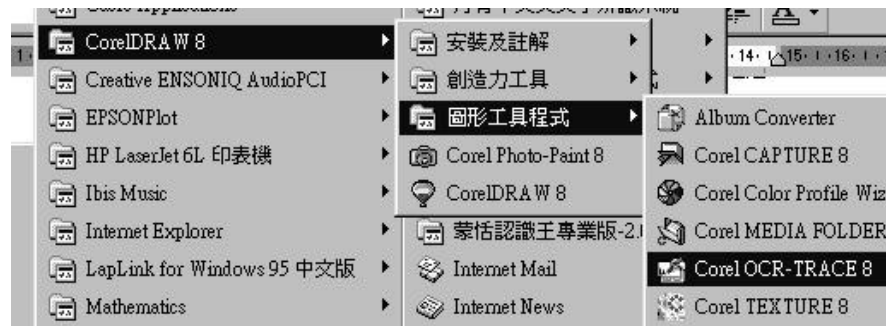 CorelDRAW 8
Creative ENSONIQ AudioPCI
EPSONPlot
HP LaserJet 6L 印表機
Ibis Music
Internet Explorer
LapLink for Windows 95 中文版
Mathematics
安裝及註解
創造力工具
圖形工具程式
Corel Photo-Paint 8
CorelDRAW 8
蒙恬認識王專業版-2.
Internet Mail
Internet News
14 15 16
Album Converter
Corel CAPTURE 8
Corel Color Profile Wiz
Corel MEDIA FOLDER
Corel OCR-TRACE 8
Corel TEXTURE 8